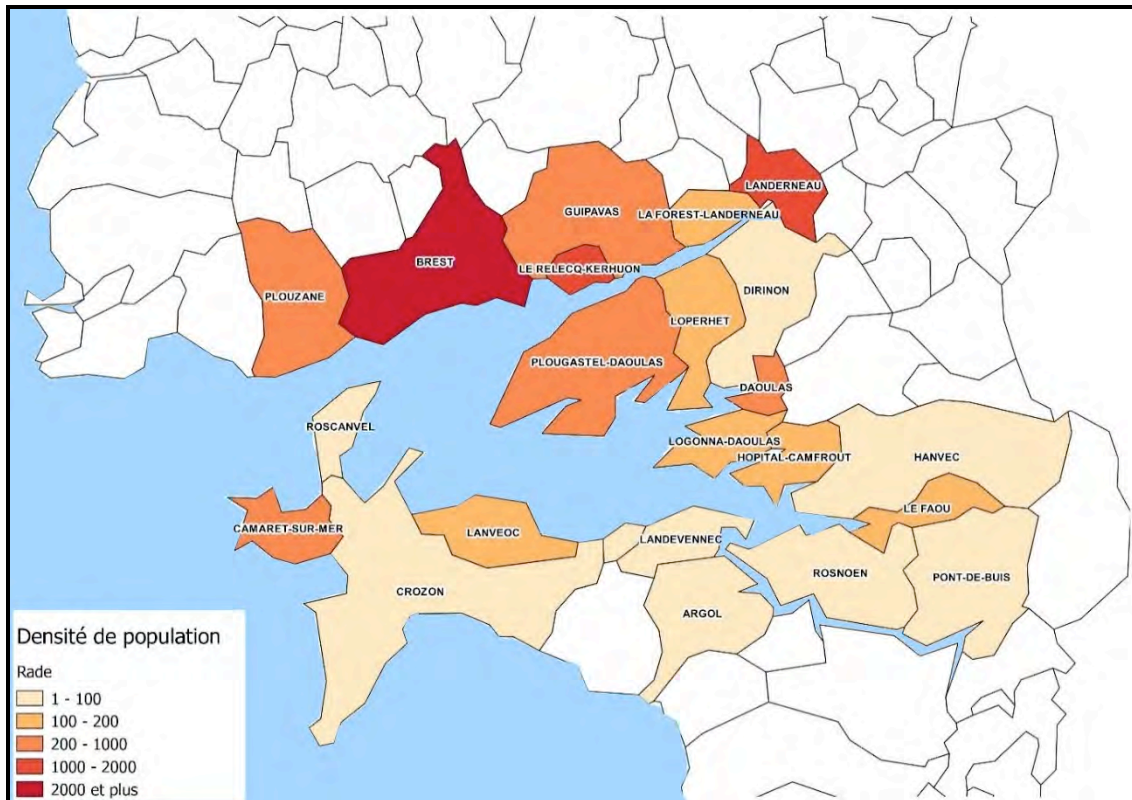 LANDERNEAU
GUIPAVAS
LA FOREST-LANDERNEAU
BREST
LE RELECQ-KERHUON
DIRINON
PLOUZANE
LOPERHET
PLOUGASTEL-DAOULAS
DAOULAS
ROSCANVEL
LOGONNA-DAOULAS
HOPITAL-CAMFROUT
HANVEC
LE FAOU
CAMARET-SUR-MER
LANVEOC
LANDEVENNEC
ROSNOEN
PONT-DE-BUIS
CROZON
ARGOL
Densité de population
Rade
1 - 100
100 - 200
200 - 1000
1000 - 2000
2000 et plus